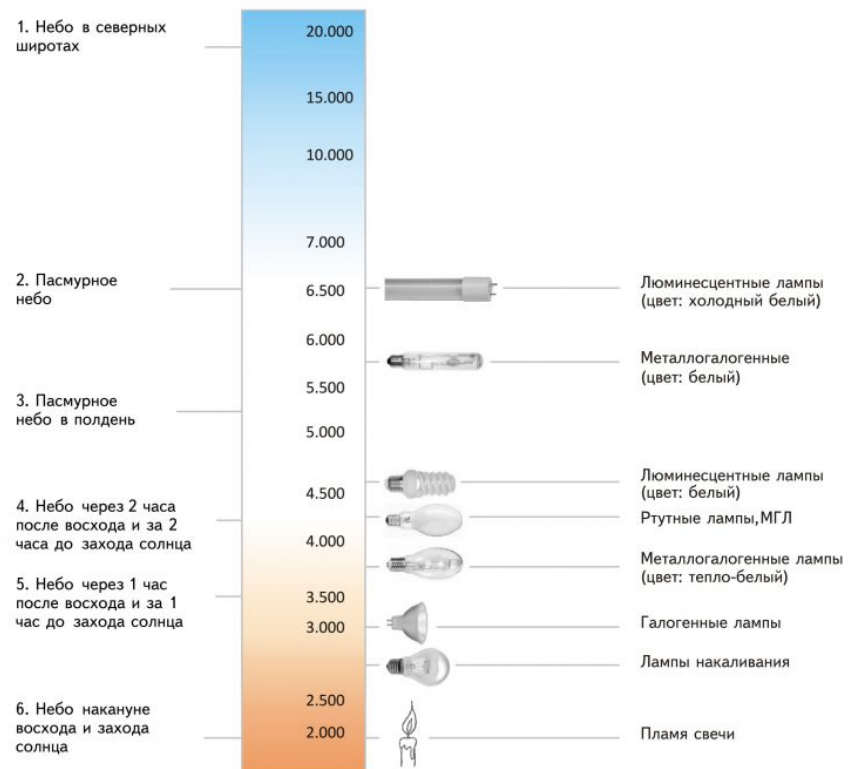 1. Небо в северных
широтах
2. Пасмурное
небо
3. Пасмурное
небо в полдень
4. Небо через 2 часа
после восхода и за 2
часа до захода солнца
5. Небо через 1 час
после восхода и за 1
час до захода солнца
6. Небо накануне
восхода и захода
солнца
20.000
15.000
10.000
7.000
6.500
6.000
5.500
5.000
4.500
4.000
3.500
3.000
2.500
2.000
Люминесцентные лампы
(цвет: холодный белый)
Металлогалогенные
(цвет: белый)
Люминесцентные лампы
(цвет: белый)
Ртутные лампы,МГЛ
Металлогалогенные лампы
(цвет: тепло-белый)
Галогенные лампы
Лампы накаливания
Пламя свечи